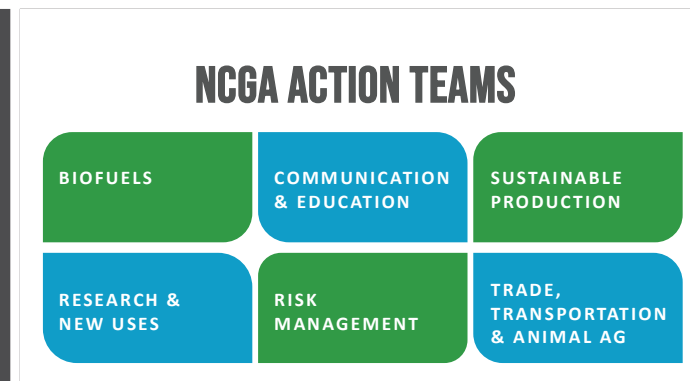 NCGA ACTION TEAMS
BIOFUELS
COMMUNICATION
& EDUCATION
SUSTAINABLE
PRODUCTION
RESEARCH &
NEW USES
RISK
MANAGEMENT
TRADE,
TRANSPORTATION
& ANIMAL AG